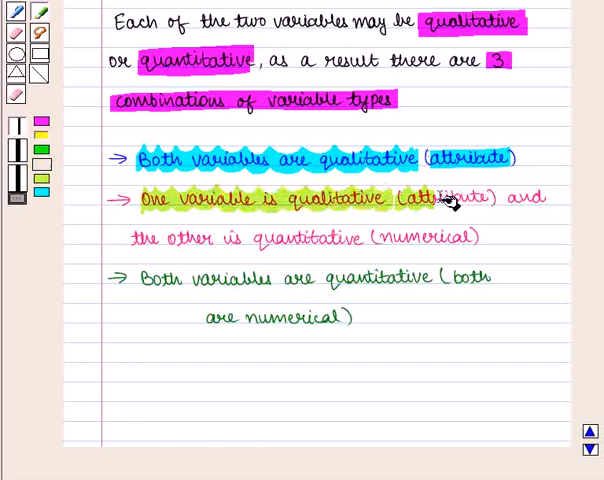 Each of the two variables may be qualitative
or quantitative, as a result there are 3
combinations of variable types
→ Both variables are qualitative (attribute)
→ One variable is qualitative (attribute) and
the other is quantitative (numerical)
→ Both variables are quantitative (both
are numerical)